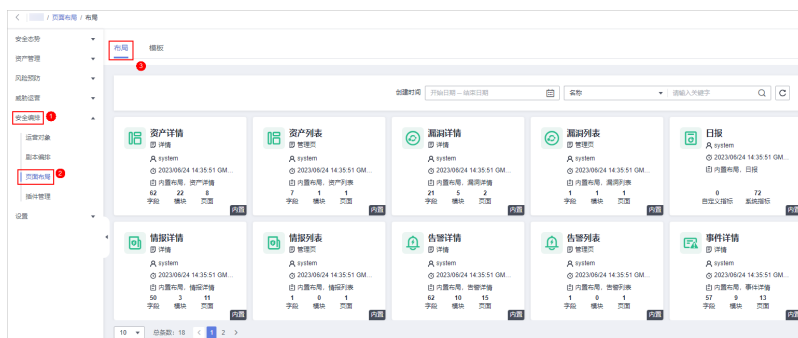 / 页面布局 / 布局
安全态势
资产管理
风险预防
威胁运营
安全编排 1
运营对象
剧本编排
页面布局 2
插件管理
设置
布局 模板
3
创建时间 开始日期 – 结束日期 名称 请输入关键字
资产详情
详情
system
2023/06/24 14:35:51 GM...
内置布局，资产详情
62 22 8
字段 模块 页面
内置
资产列表
管理页
system
2023/06/24 14:35:51 GM...
内置布局，资产列表
7 1 1
字段 模块 页面
内置
漏洞详情
详情
system
2023/06/24 14:35:51 GM...
内置布局，漏洞详情
21 5 2
字段 模块 页面
内置
漏洞列表
管理页
system
2023/06/24 14:35:51 GM...
内置布局，漏洞列表
1 1 1
字段 模块 页面
内置
日报
system
2023/06/24 14:35:51 GM...
内置布局，日报
0 72
自定义指标 系统指标
内置
情报详情
详情
system
2023/06/24 14:35:51 GM...
内置布局，情报详情
50 3 11
字段 模块 页面
内置
情报列表
管理页
system
2023/06/24 14:35:51 GM...
内置布局，情报列表
1 0 1
字段 模块 页面
内置
告警详情
详情
system
2023/06/24 14:35:51 GM...
内置布局，告警详情
62 10 15
字段 模块 页面
内置
告警列表
管理页
system
2023/06/24 14:35:51 GM...
内置布局，告警列表
1 0 1
字段 模块 页面
内置
事件详情
详情
system
2023/06/24 14:35:51 GM...
内置布局，事件详情
57 9 13
字段 模块 页面
内置
10 总条数：18 < 1 2 >